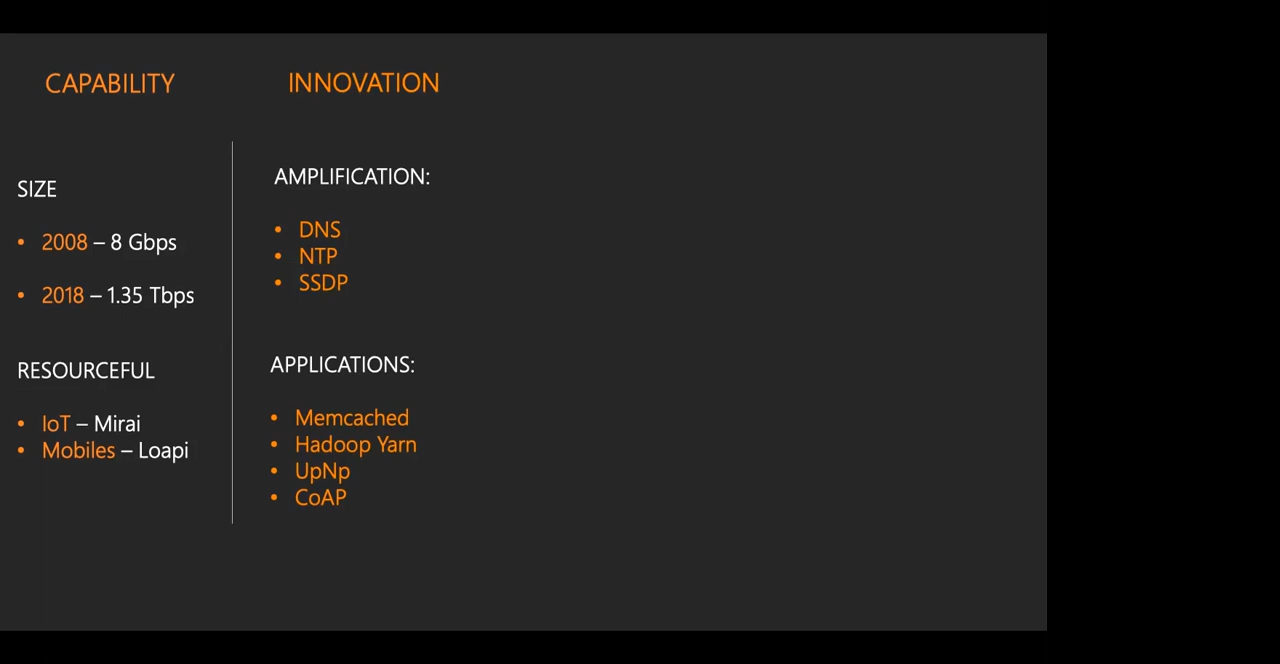 CAPABILITY
SIZE
• 2008 – 8 Gbps
• 2018 – 1.35 Tbps
RESOURCEFUL
• IoT – Mirai
• Mobiles – Loapi
INNOVATION
AMPLIFICATION:
• DNS
• NTP
• SSDP
APPLICATIONS:
• Memcached
• Hadoop Yarn
• UpNp
• CoAP